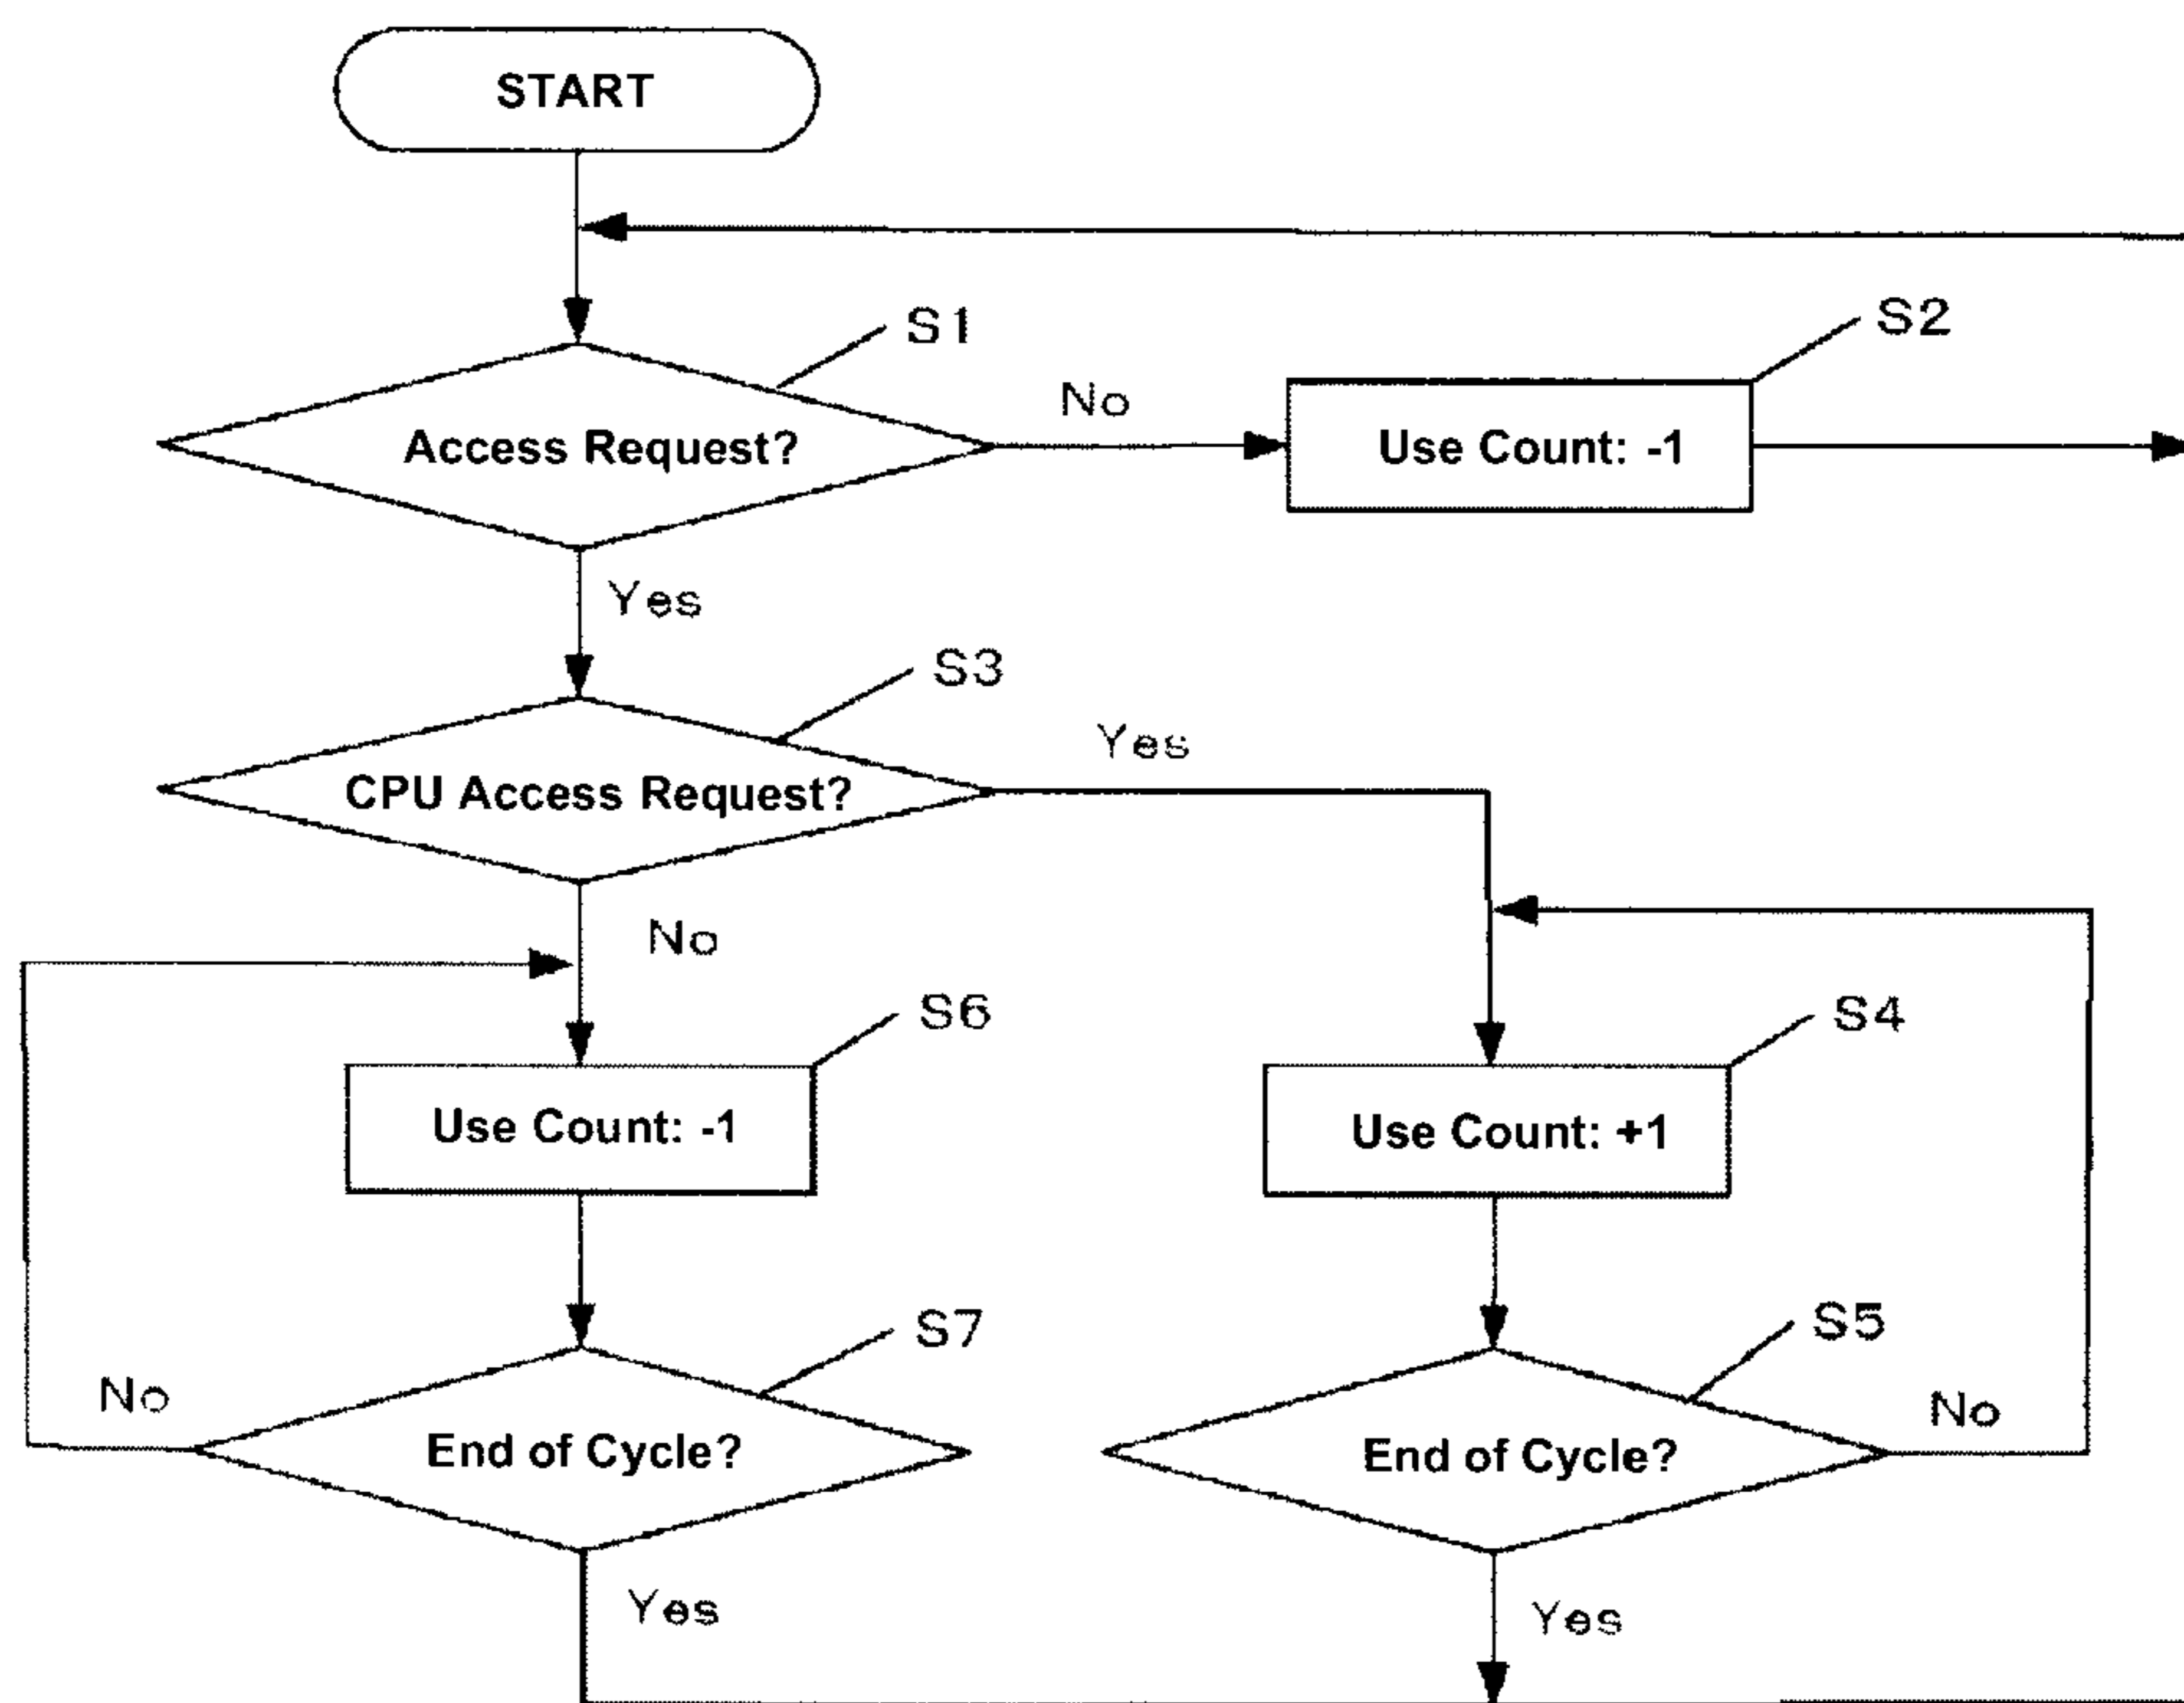 START
S1
S2
No
Access Request?
Use Count: -1
Yes
S3
Yes
CPU Access Request?
No
S6
S4
Use Count: -1
Use Count: +1
S7
S5
No
No
End of Cycle?
End of Cycle?
Yes
Yes